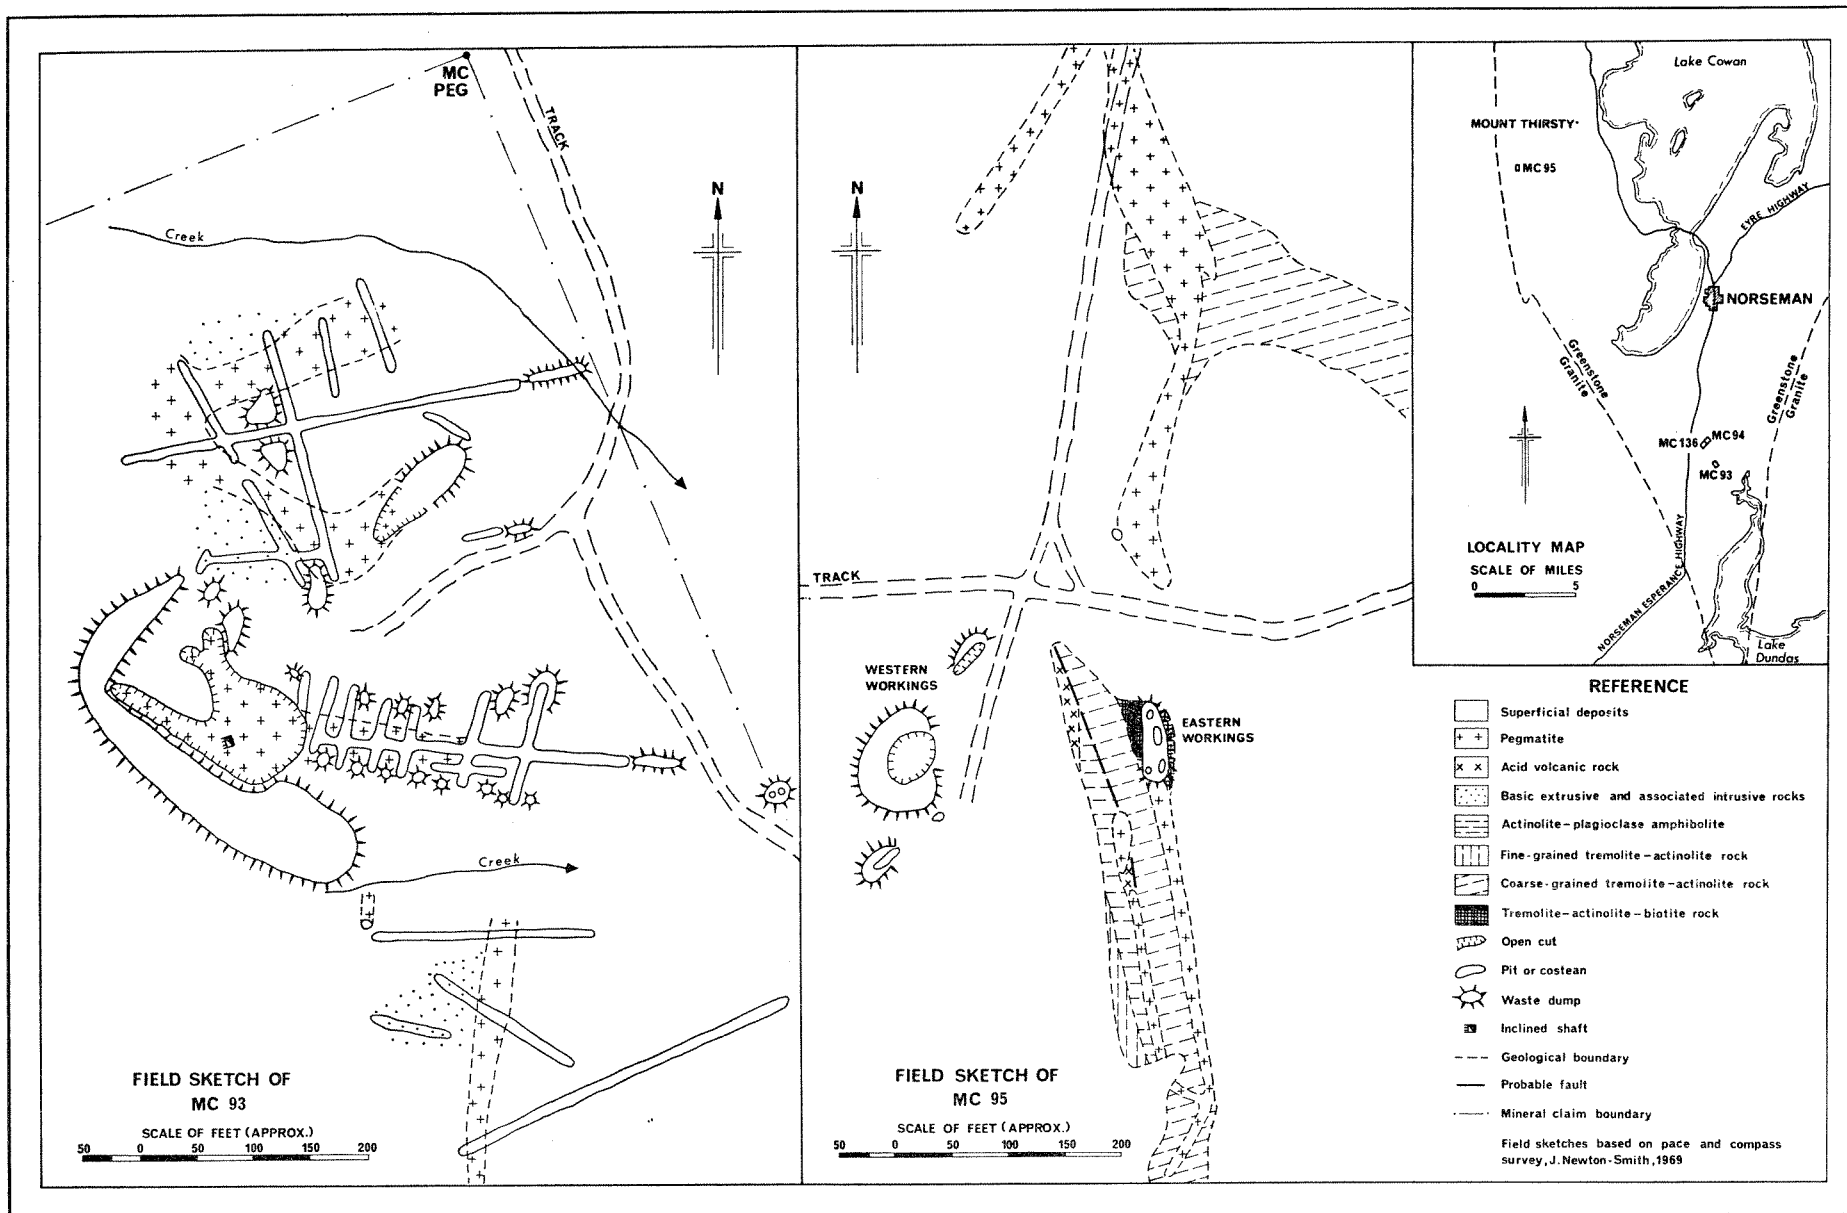 MC
PEG
TRACK
N
Creek
Creek
FIELD SKETCH OF
MC 93
SCALE OF FEET (APPROX.)
50 0 50 100 150 200
N
TRACK
WESTERN
WORKINGS
EASTERN
WORKINGS
FIELD SKETCH OF
MC 95
SCALE OF FEET (APPROX.)
50 0 50 100 150 200
Lake Cowan
MOUNT THIRSTY
MC 95
EYRE HIGHWAY
NORSEMAN
Greenstone
Granite
Greenstone
Granite
MC 136
MC 94
MC 93
NORSEMAN ESPERANCE HIGHWAY
LOCALITY MAP
SCALE OF MILES
0 5
Lake
Dundas
REFERENCE
Superficial deposits
Pegmatite
Acid volcanic rock
Basic extrusive and associated intrusive rocks
Actinolite-plagioclase amphibolite
Fine-grained tremolite-actinolite rock
Coarse-grained tremolite-actinolite rock
Tremolite-actinolite-biotite rock
Open cut
Pit or costean
Waste dump
Inclined shaft
Geological boundary
Probable fault
Mineral claim boundary
Field sketches based on pace and compass
survey, J. Newton-Smith, 1969